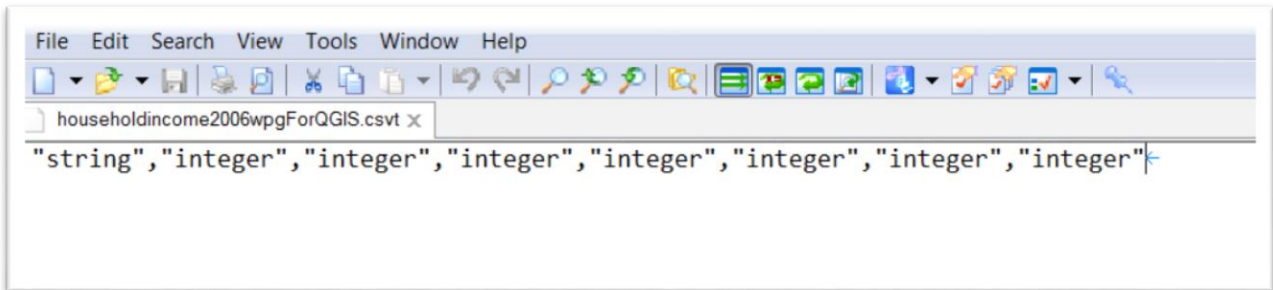 File Edit Search View Tools Window Help
householdincome2006wpgForQGIS.csvt
"string","integer","integer","integer","integer","integer","integer","integer"